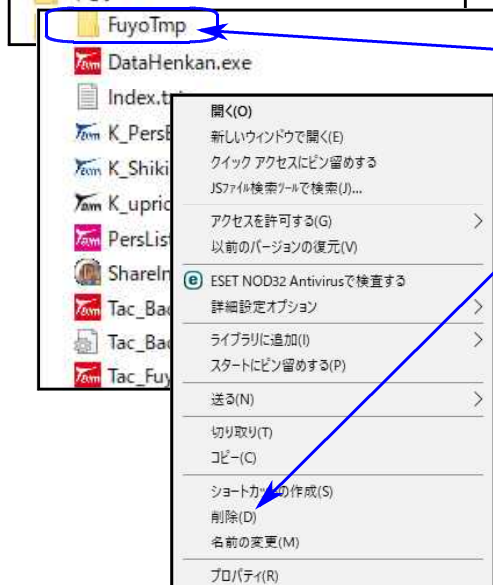 FuyoTmp
DataHenkan.exe
Index.t
K_Pers
K_Shiki
K_upric
PersList
ShareIn
Tac_Bac
Tac_Bac
Tac_Fuy
開く(O)
新しいウィンドウで開く(E)
クイック アクセスにピン留めする
JSファイル検索ツールで検索(J)...
アクセスを許可する(G)
以前のバージョンの復元(V)
ESET NOD32 Antivirusで検査する
詳細設定オプション
ライブラリに追加(I)
スタートにピン留めする(P)
送る(N)
切り取り(T)
コピー(C)
ショートカットの作成(S)
削除(D)
名前の変更(M)
プロパティ(R)